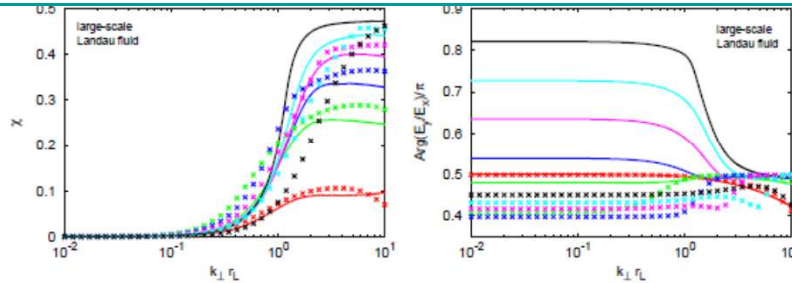 0.5
0.4
0.3
0.2
0.1
0
χ
large-scale
Landau fluid
10⁻² 10⁻¹ 10⁰ 10¹
k⊥ rL
0.9
0.8
0.7
0.6
0.5
0.4
Arg(Ey/Ex)/π
large-scale
Landau fluid
10⁻² 10⁻¹ 10⁰ 10
k⊥ rL